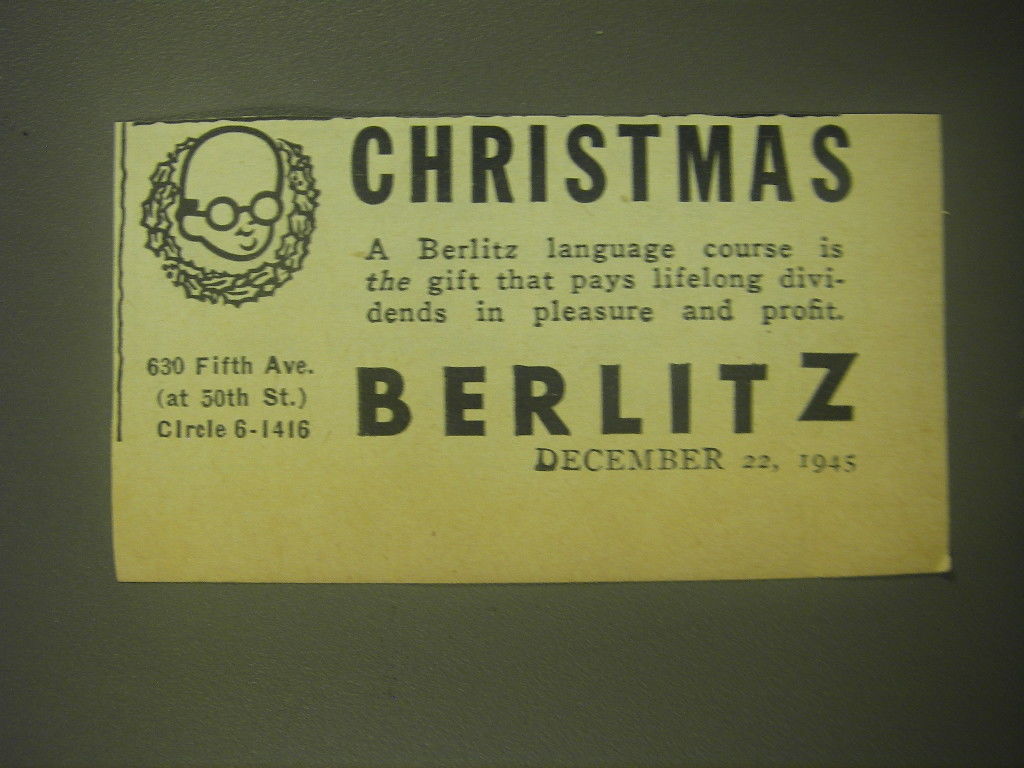 CHRISTMAS
A Berlitz language course is
the gift that pays lifelong divi-
dends in pleasure and profit.
630 Fifth Ave.
(at 50th St.)
CIrcle 6-1416
BERLITZ
DECEMBER 22, 1945